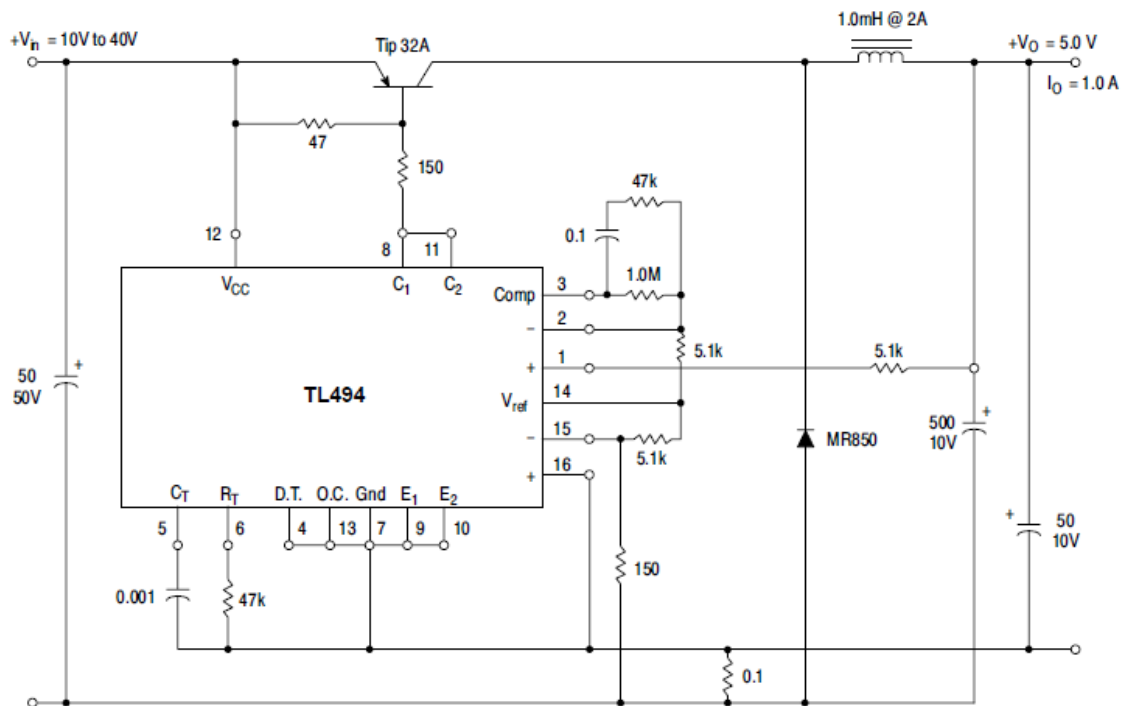 1.0mH @ 2A
+Vin = 10V to 40V
Tip 32A
+VO = 5.0 V
IO = 1.0 A
47
150
47k
0.1
12
8
11
VCC
C1
C2
1.0M
Comp
3
-
2
5.1k
5.1k
+
1
50
50V
+
TL494
Vref
14
-
15
5.1k
+
16
MR850
500
10V
+
CT
RT
D.T.
O.C.
Gnd
E1
E2
5
6
4
13
7
9
10
+
50
10V
0.001
47k
150
0.1